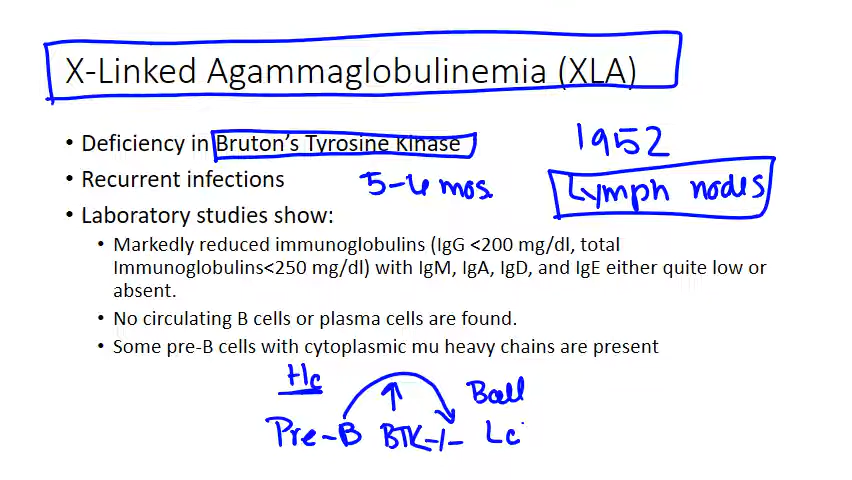 X-Linked Agammaglobulinemia (XLA)
• Deficiency in Bruton's Tyrosine Kinase
1952
• Recurrent infections
5-6 mos.
Lymph nodes
• Laboratory studies show:
• Markedly reduced immunoglobulins (IgG <200 mg/dl, total
Immunoglobulins<250 mg/dl) with IgM, IgA, IgD, and IgE either quite low or
absent.
• No circulating B cells or plasma cells are found.
• Some pre-B cells with cytoplasmic mu heavy chains are present
Hc
Bcell
Pre-B BTK-/- Lc